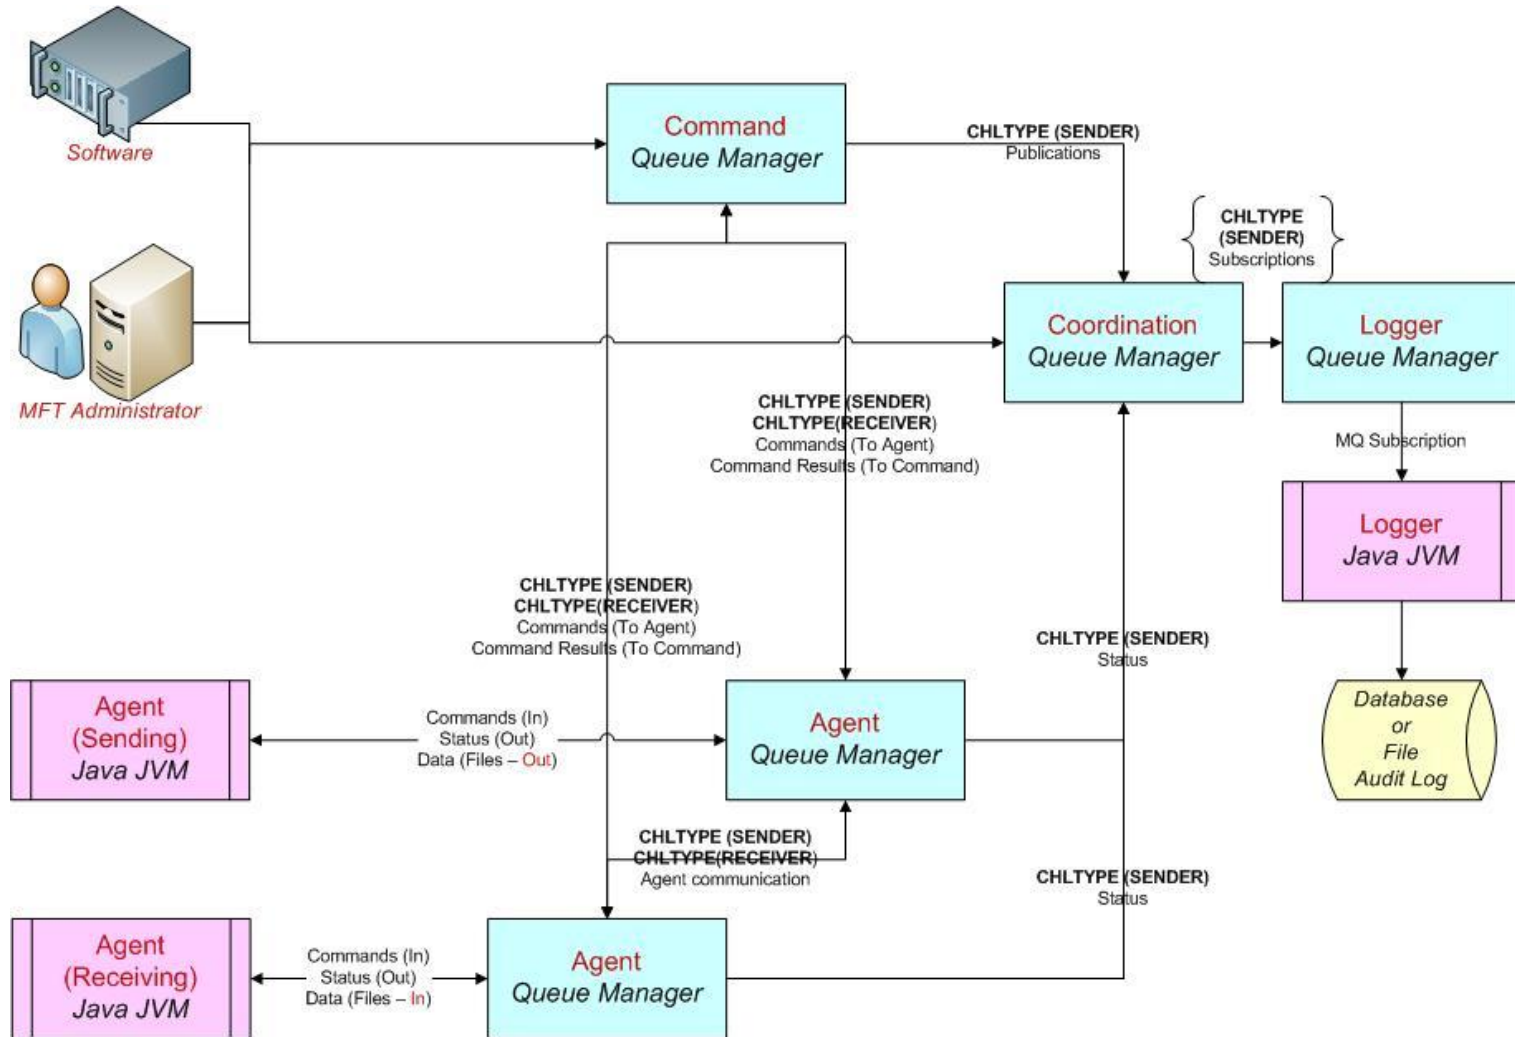 Software
Command
Queue Manager
CHLTYPE (SENDER)
Publications
CHLTYPE
(SENDER)
Subscriptions
MFT Administrator
Coordination
Queue Manager
Logger
Queue Manager
CHLTYPE (SENDER)
CHLTYPE(RECEIVER)
Commands (To Agent)
Command Results (To Command)
MQ Subscription
Logger
Java JVM
CHLTYPE (SENDER)
CHLTYPE(RECEIVER)
Commands (To Agent)
Command Results (To Command)
CHLTYPE (SENDER)
Status
Agent
(Sending)
Java JVM
Commands (In)
Status (Out)
Data (Files – Out)
Agent
Queue Manager
Database
or
File
Audit Log
CHLTYPE (SENDER)
CHLTYPE(RECEIVER)
Agent communication
CHLTYPE (SENDER)
Status
Agent
(Receiving)
Java JVM
Commands (In)
Status (Out)
Data (Files – In)
Agent
Queue Manager